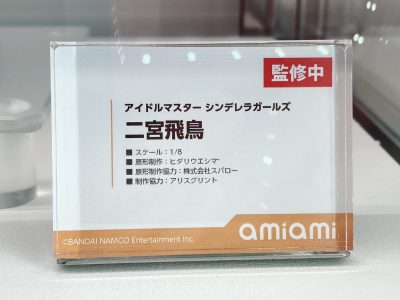 監修中
アイドルマスター シンデレラガールズ
二宮飛鳥
■ スケール：1/8
■ 原形制作：ヒダリウエシマ
■ 原形制作協力：株式会社スパロー
■ 制作協力：アリスグリント
amiami
©BANDAI NAMCO Entertainment Inc.